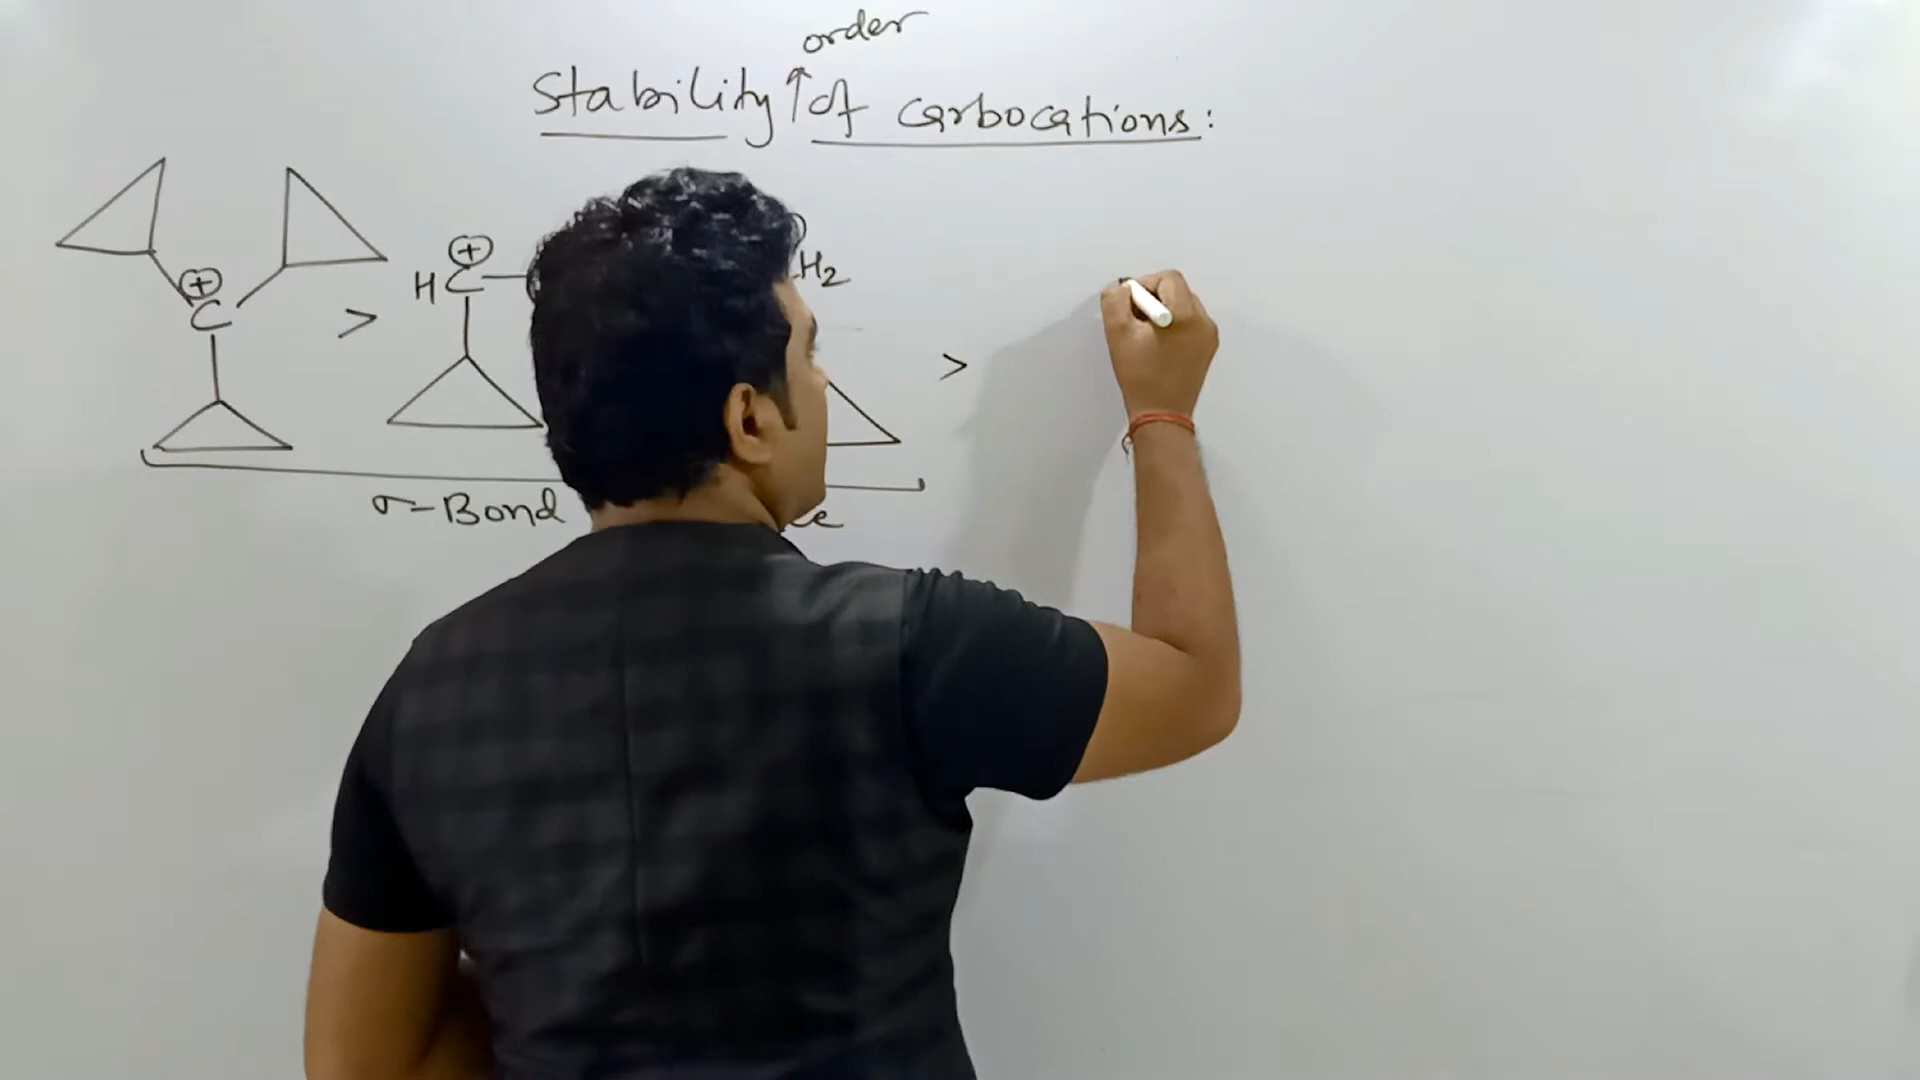 order
Stability ↑ of carbocations:
⊕ C > H ⊕ C H2 >
σ-Bond